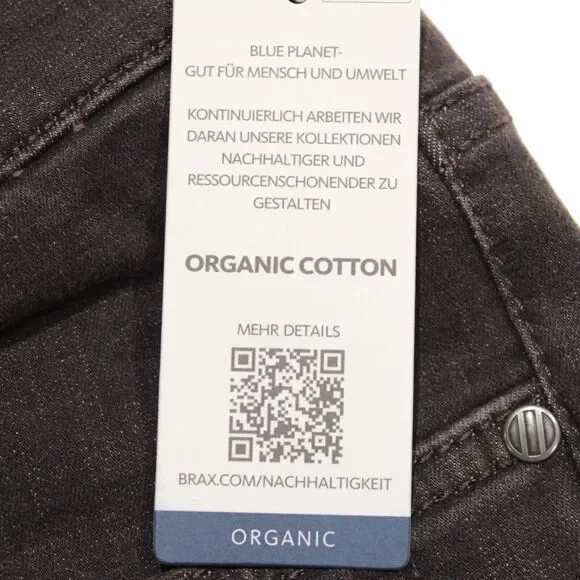 BLUE PLANET-
GUT FÜR MENSCH UND UMWELT
KONTINUIERLICH ARBEITEN WIR
DARAN UNSERE KOLLEKTIONEN
NACHHALTIGER UND
RESSOURCENSCHONENDER ZU
GESTALTEN
ORGANIC COTTON
MEHR DETAILS
BRAX.COM/NACHHALTIGKEIT
ORGANIC